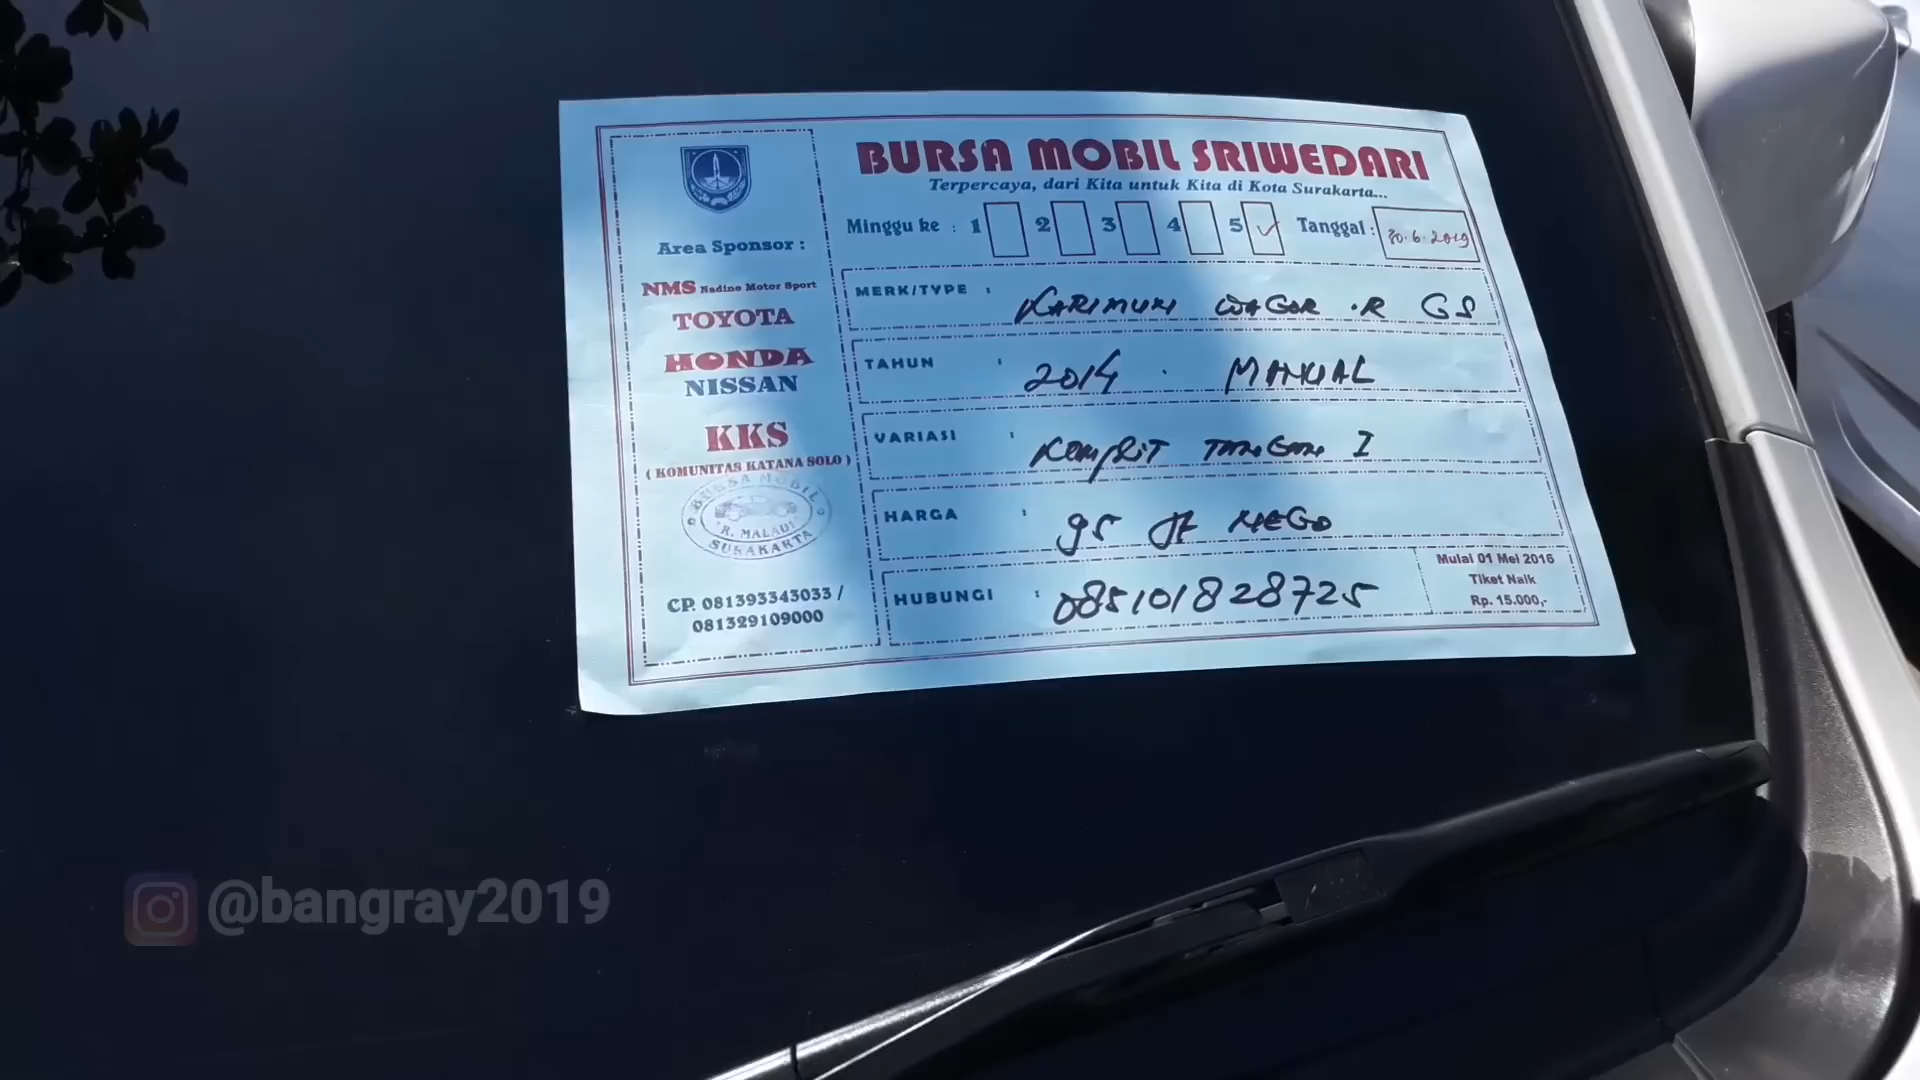 BURSA MOBIL SRIWEDARI
Terpercaya, dari Kita untuk Kita di Kota Surakarta...
Minggu ke : 1 2 3 4 5 ✓ Tanggal : 30.6.2019
Area Sponsor :
NMS Nadine Motor Sport
TOYOTA
HONDA
NISSAN
KKS
( KOMUNITAS KATANA SOLO )
BURSA MOBIL
R. MALADI
SURAKARTA
CP. 081393343033 /
081329109000
MERK/TYPE : KARIMUN WAGON .R GS
TAHUN : 2014 . MANUAL
VARIASI : KOMPLIT TANGAN I
HARGA : 95 Jt NEGO
HUBUNGI : 085101828725
Mulai 01 Mei 2016
Tiket Naik
Rp. 15.000,-
@bangray2019